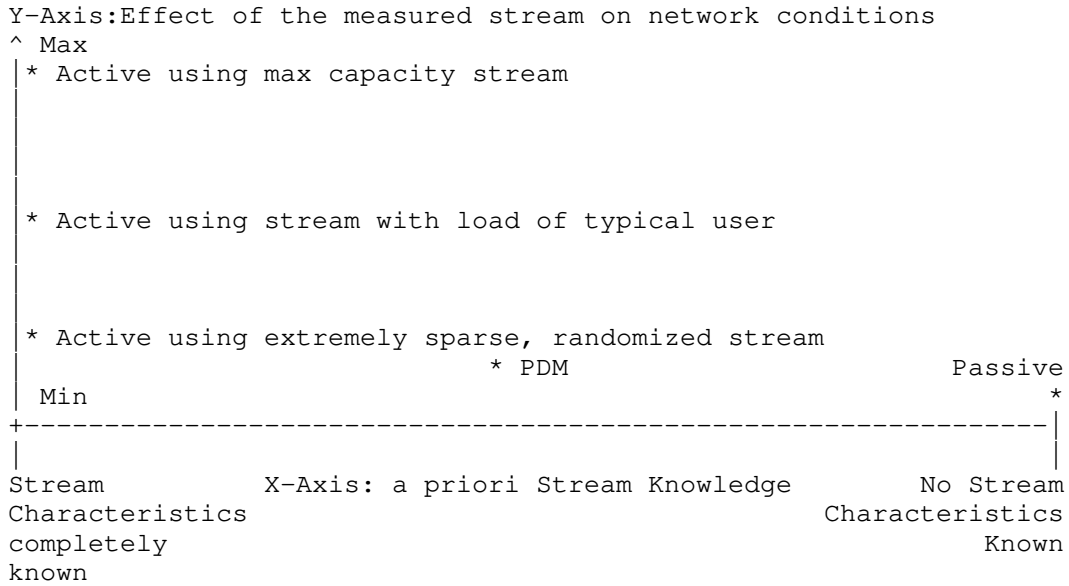 Y-Axis:Effect of the measured stream on network conditions
^ Max
|* Active using max capacity stream
|
|
|
|
|* Active using stream with load of typical user
|
|
|
|* Active using extremely sparse, randomized stream
| * PDM Passive
| Min *
+----------------------------------------------------------------|
| |
Stream X-Axis: a priori Stream Knowledge No Stream
Characteristics Characteristics
completely Known
known